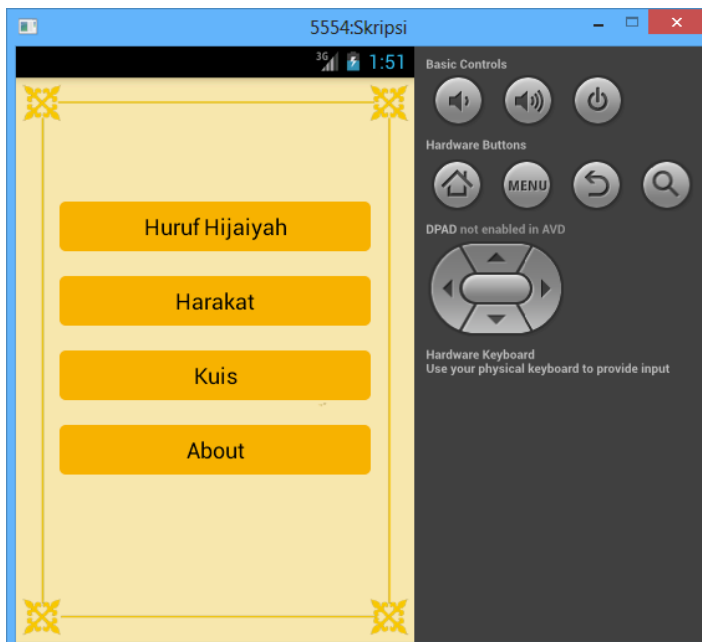 5554:Skripsi
3G 1:51
Huruf Hijaiyah
Harakat
Kuis
About
Basic Controls
Hardware Buttons
MENU
DPAD not enabled in AVD
Hardware Keyboard
Use your physical keyboard to provide input